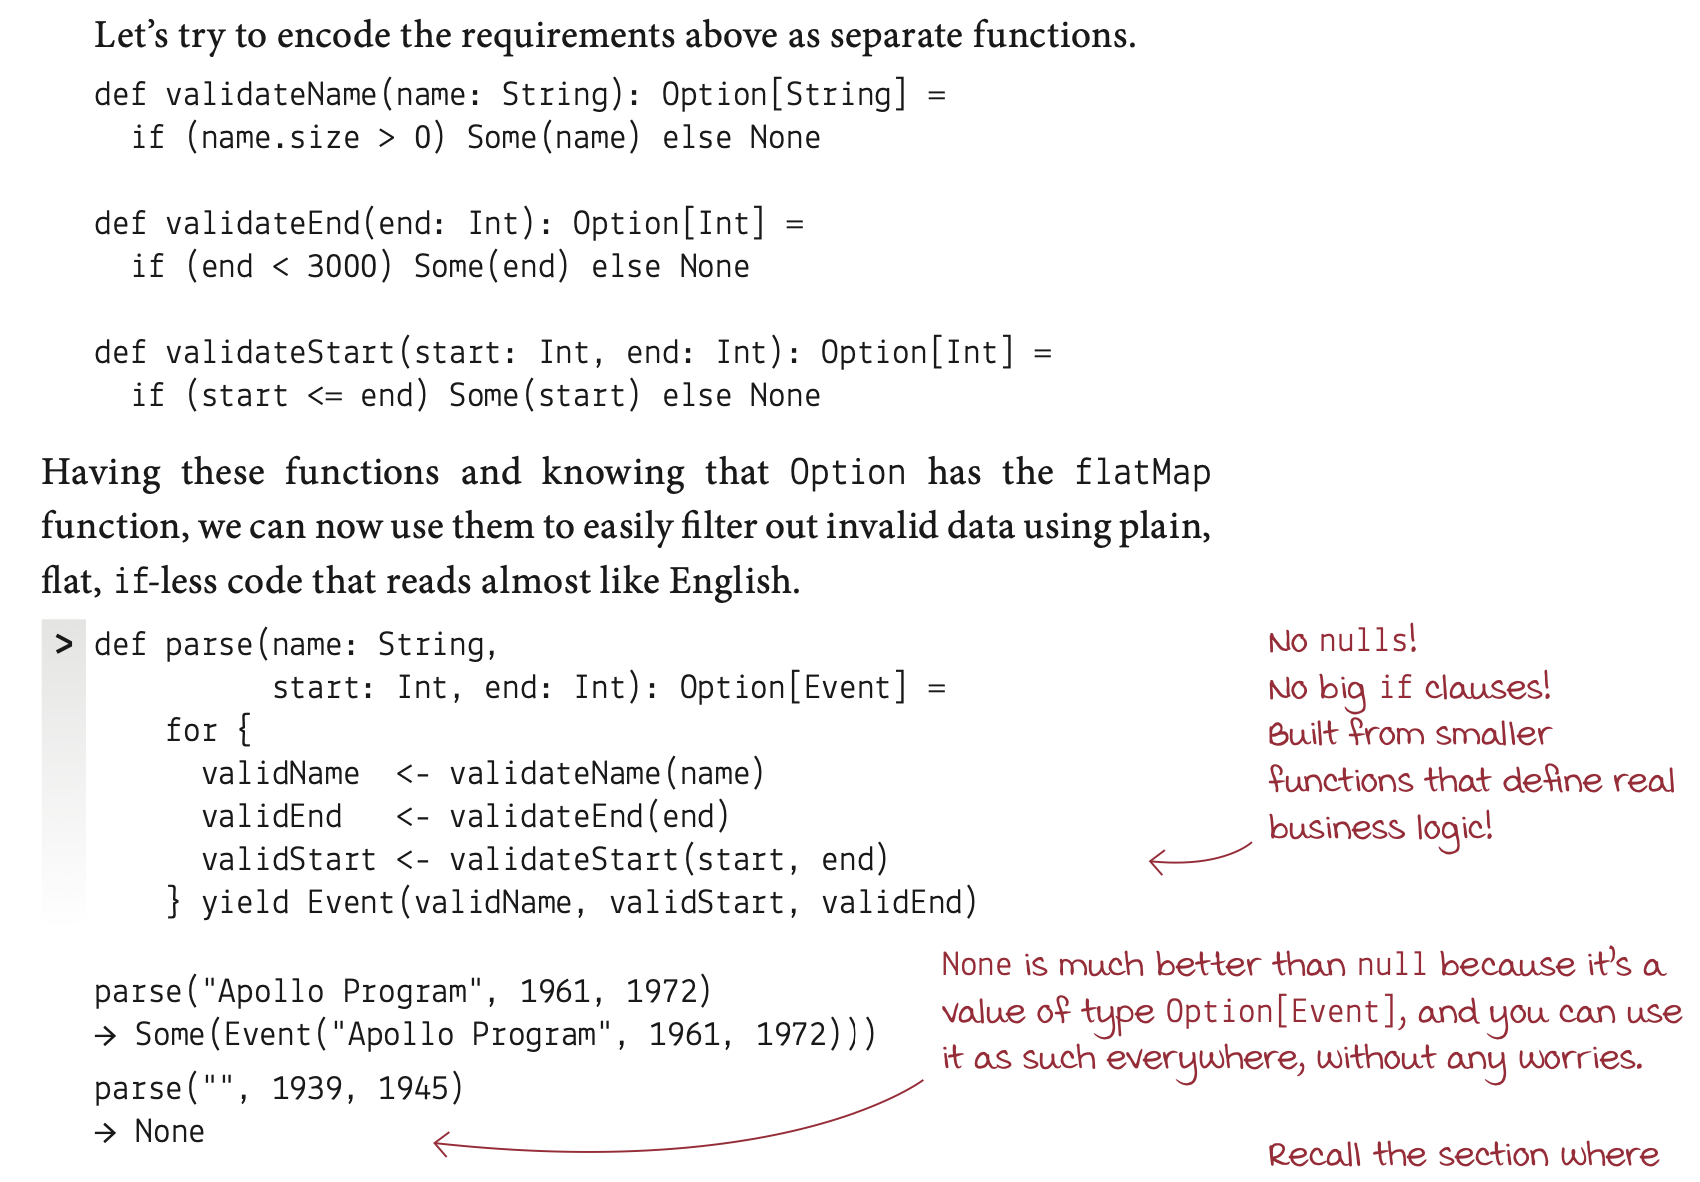 Let's try to encode the requirements above as separate functions.
def validateName(name: String): Option[String] =
  if (name.size > 0) Some(name) else None
def validateEnd(end: Int): Option[Int] =
  if (end < 3000) Some(end) else None
def validateStart(start: Int, end: Int): Option[Int] =
  if (start <= end) Some(start) else None
Having these functions and knowing that Option has the flatMap
function, we can now use them to easily filter out invalid data using plain,
flat, if-less code that reads almost like English.
> def parse(name: String,
          start: Int, end: Int): Option[Event] =
    for {
      validName  <- validateName(name)
      validEnd   <- validateEnd(end)
      validStart <- validateStart(start, end)
    } yield Event(validName, validStart, validEnd)
No nulls!
No big if clauses!
Built from smaller
functions that define real
business logic!
parse("Apollo Program", 1961, 1972)
→ Some(Event("Apollo Program", 1961, 1972)))
parse("", 1939, 1945)
→ None
None is much better than null because it's a
value of type Option[Event], and you can use
it as such everywhere, without any worries.
Recall the section where